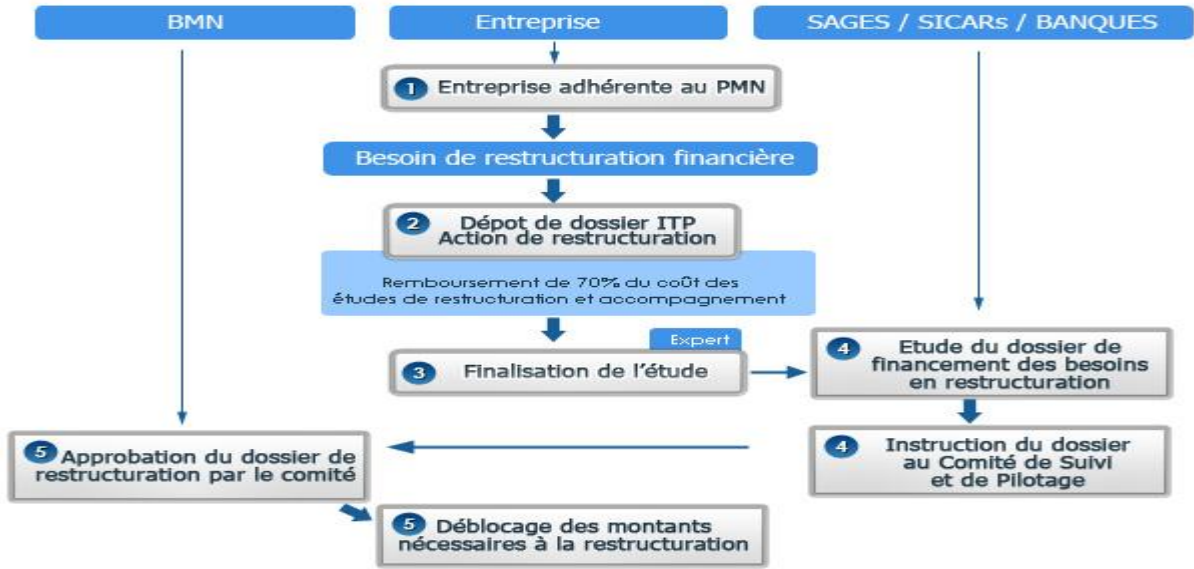 BMN
Entreprise
SAGES / SICARs / BANQUES
1 Entreprise adhérente au PMN
Besoin de restructuration financière
2 Dépot de dossier ITP
Action de restructuration
Remboursement de 70% du coût des
études de restructuration et accompagnement
Expert
3 Finalisation de l'étude
4 Etude du dossier de
financement des besoins
en restructuration
4 Instruction du dossier
au Comité de Suivi
et de Pilotage
5 Approbation du dossier de
restructuration par le comité
5 Déblocage des montants
nécessaires à la restructuration